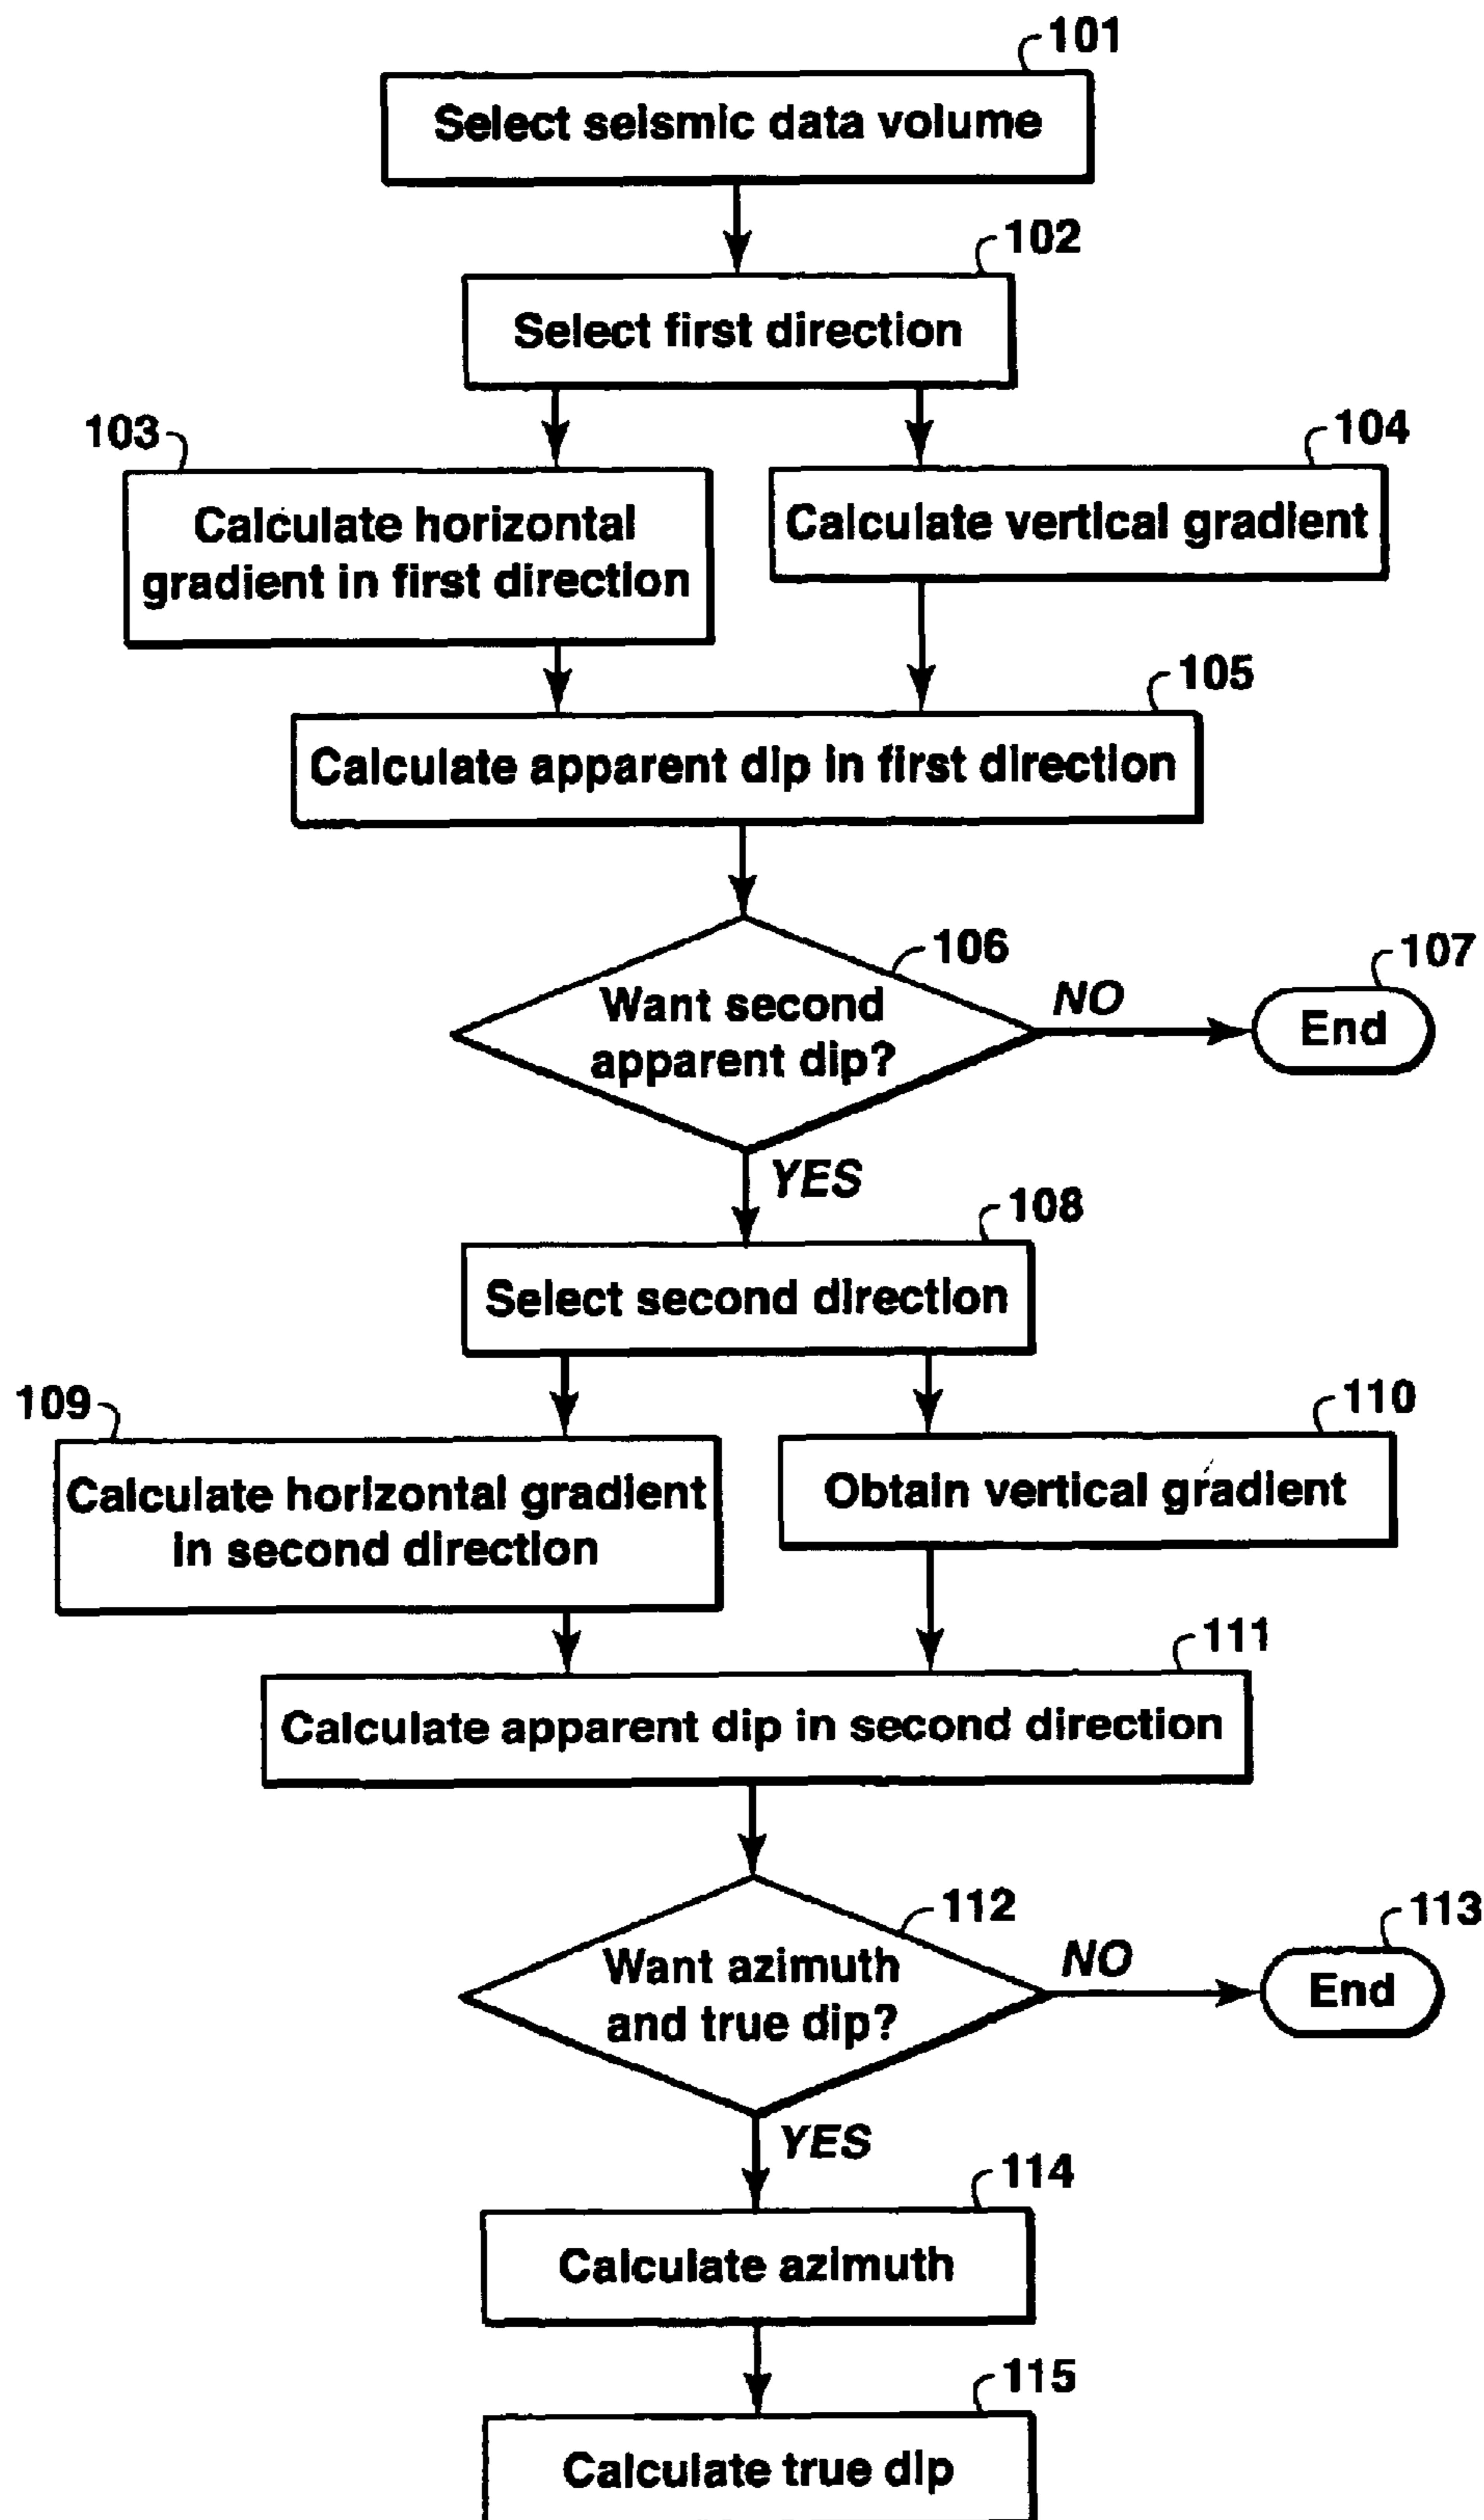 101
Select seismic data volume
102
Select first direction
103
104
Calculate horizontal
gradient in first direction
Calculate vertical gradient
105
Calculate apparent dip in first direction
106
107
Want second
apparent dip?
NO
End
YES
108
Select second direction
109
110
Calculate horizontal gradient
in second direction
Obtain vertical gradient
111
Calculate apparent dip in second direction
112
113
Want azimuth
and true dip?
NO
End
YES
114
Calculate azimuth
115
Calculate true dip